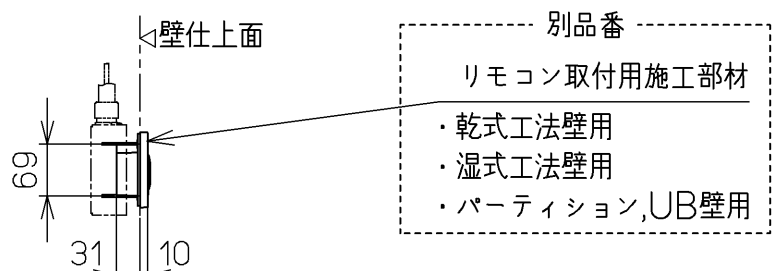 壁仕上面
別品番
リモコン取付用施工部材
・乾式工法壁用
・湿式工法壁用
・パーティション,UB壁用
69
31
10